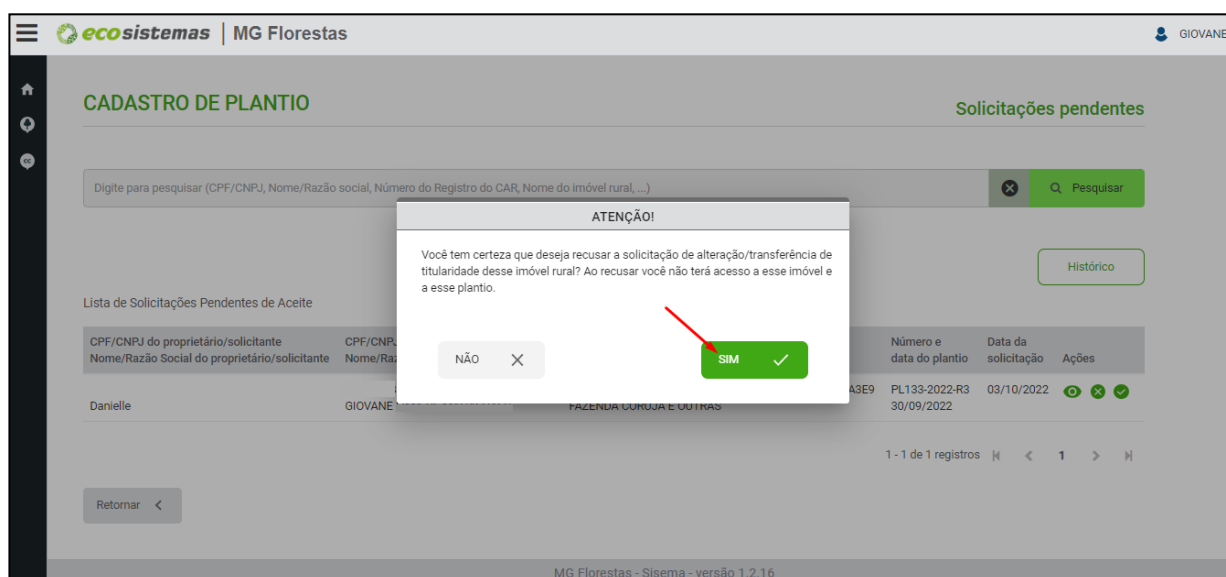 ecosistemas | MG Florestas
GIOVANE
CADASTRO DE PLANTIO
Solicitações pendentes
Digite para pesquisar (CPF/CNPJ, Nome/Razão social, Número do Registro do CAR, Nome do imóvel rural, ...)
Pesquisar
ATENÇÃO!
Você tem certeza que deseja recusar a solicitação de alteração/transferência de
titularidade desse imóvel rural? Ao recusar você não terá acesso a esse imóvel e
a esse plantio.
NÃO
SIM
Histórico
Lista de Solicitações Pendentes de Aceite
CPF/CNPJ do proprietário/solicitante
Nome/Razão Social do proprietário/solicitante
CPF/CNPJ
Nome/Raz
Número e
data do plantio
Data da
solicitação
Ações
Danielle
GIOVANE
FAZENDA CORUJA E OUTRAS
A3E9
PL133-2022-R3
30/09/2022
03/10/2022
1 - 1 de 1 registros
1
Retornar
MG Florestas - Sisema - versão 1.2.16